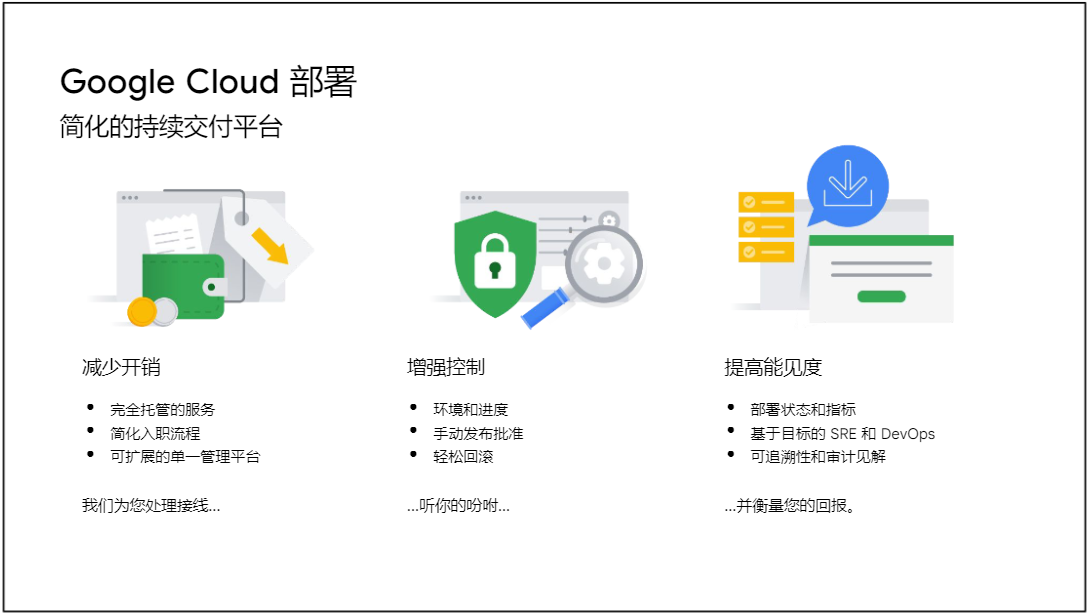 Google Cloud 部署
简化的持续交付平台
减少开销
• 完全托管的服务
• 简化入职流程
• 可扩展的单一管理平台
我们为您处理接线...
增强控制
• 环境和进度
• 手动发布批准
• 轻松回滚
...听你的吩咐...
提高能见度
• 部署状态和指标
• 基于目标的 SRE 和 DevOps
• 可追溯性和审计见解
...并衡量您的回报。